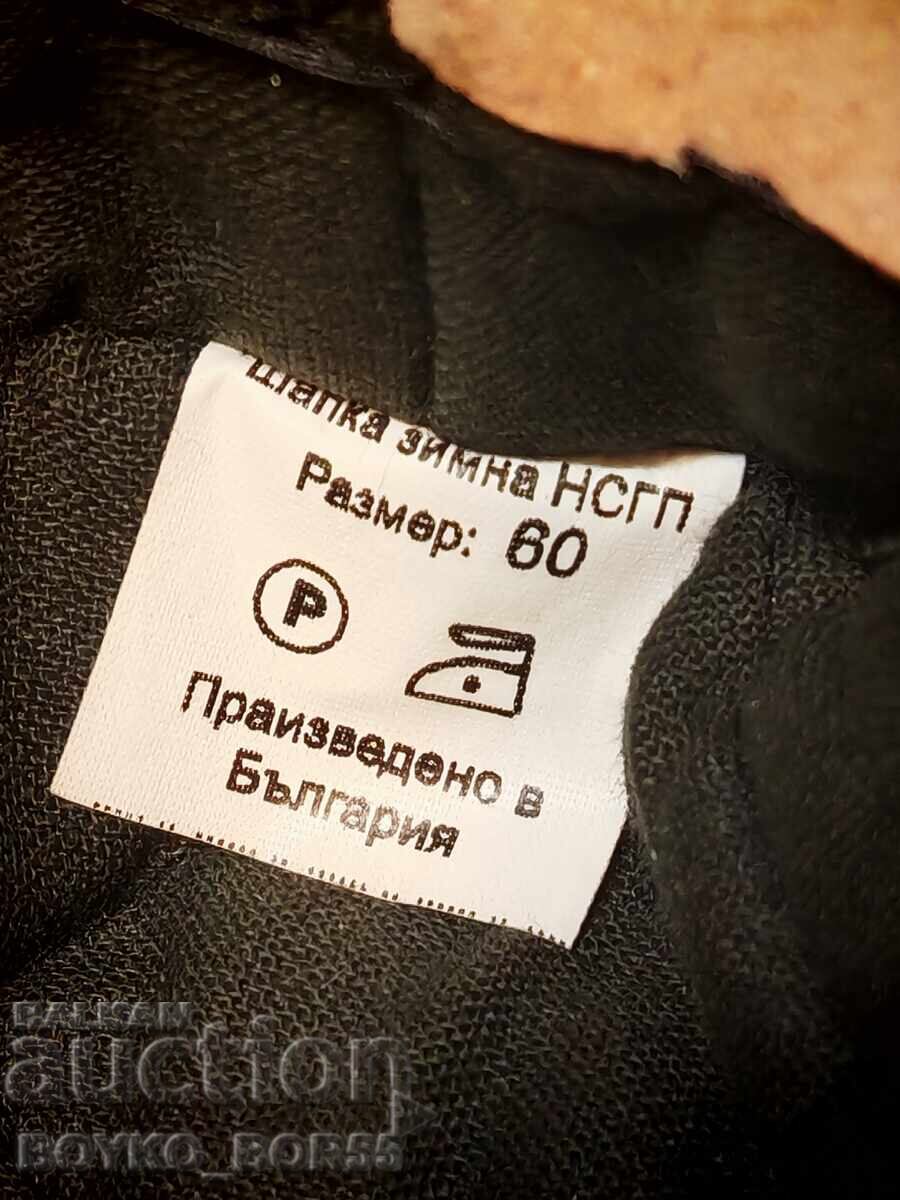 Шапка зимна НСГП
Размер: 60
P
Праизведено в
България
BALKAN
auction
BOYKO_BOR55